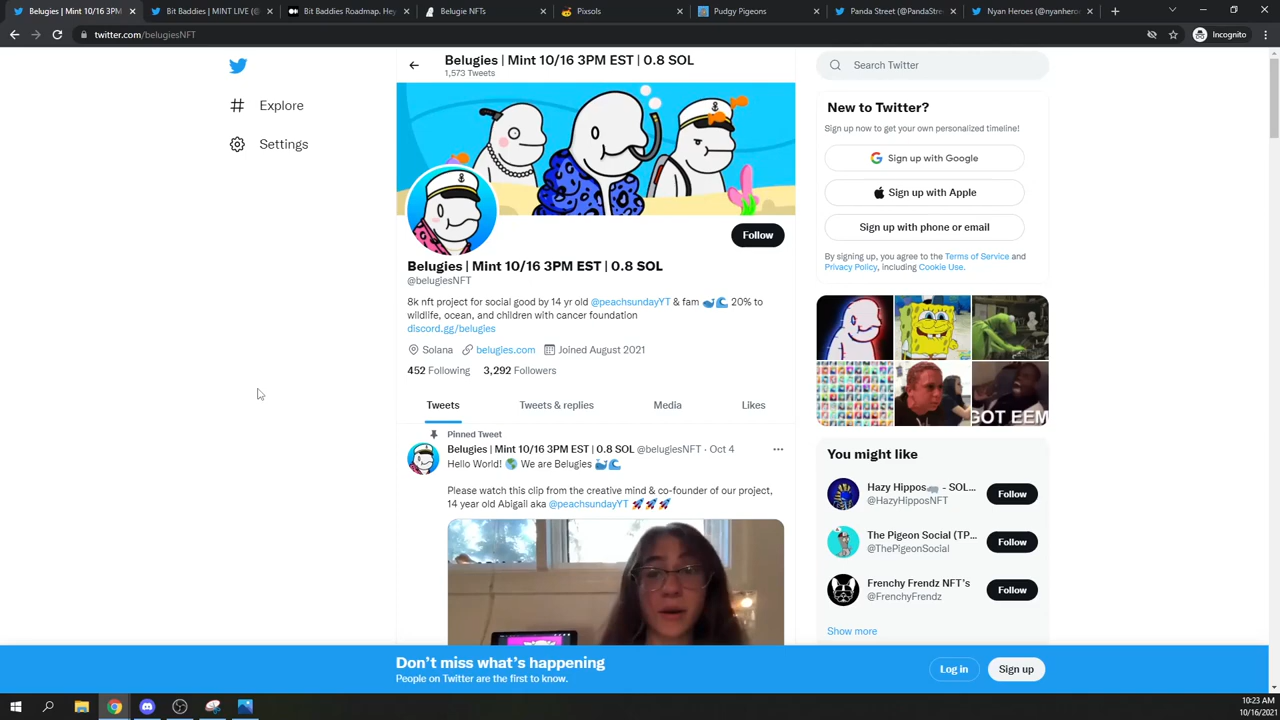 Belugies | Mint 10/16 3PM
Bit Baddies | MINT LIVE (@
Bit Baddies Roadmap. Hey
Belugie NFTs
Pixsols
Pudgy Pigeons
Panda Street (@PandaStre
Nyan Heroes (@nyanhero
twitter.com/belugiesNFT
Incognito
Explore
Settings
Belugies | Mint 10/16 3PM EST | 0.8 SOL
1,573 Tweets
Follow
Belugies | Mint 10/16 3PM EST | 0.8 SOL
@belugiesNFT
8k nft project for social good by 14 yr old @peachsundayYT & fam 🐳🌊 20% to
wildlife, ocean, and children with cancer foundation
discord.gg/belugies
Solana belugies.com Joined August 2021
452 Following 3,292 Followers
Tweets Tweets & replies Media Likes
Pinned Tweet
Belugies | Mint 10/16 3PM EST | 0.8 SOL @belugiesNFT · Oct 4
Hello World! 🌎 We are Belugies 🐳🌊
Please watch this clip from the creative mind & co-founder of our project,
14 year old Abigail aka @peachsundayYT 🚀🚀🚀
Search Twitter
New to Twitter?
Sign up now to get your own personalized timeline!
Sign up with Google
Sign up with Apple
Sign up with phone or email
By signing up, you agree to the Terms of Service and
Privacy Policy, including Cookie Use.
GOT EEM
You might like
Hazy Hippos🦛 - SOL...
@HazyHipposNFT
Follow
The Pigeon Social (TP...
@ThePigeonSocial
Follow
Frenchy Frendz NFT's
@FrenchyFrendz
Follow
Show more
Don't miss what's happening
People on Twitter are the first to know.
Log in
Sign up
10:23 AM
10/16/2021